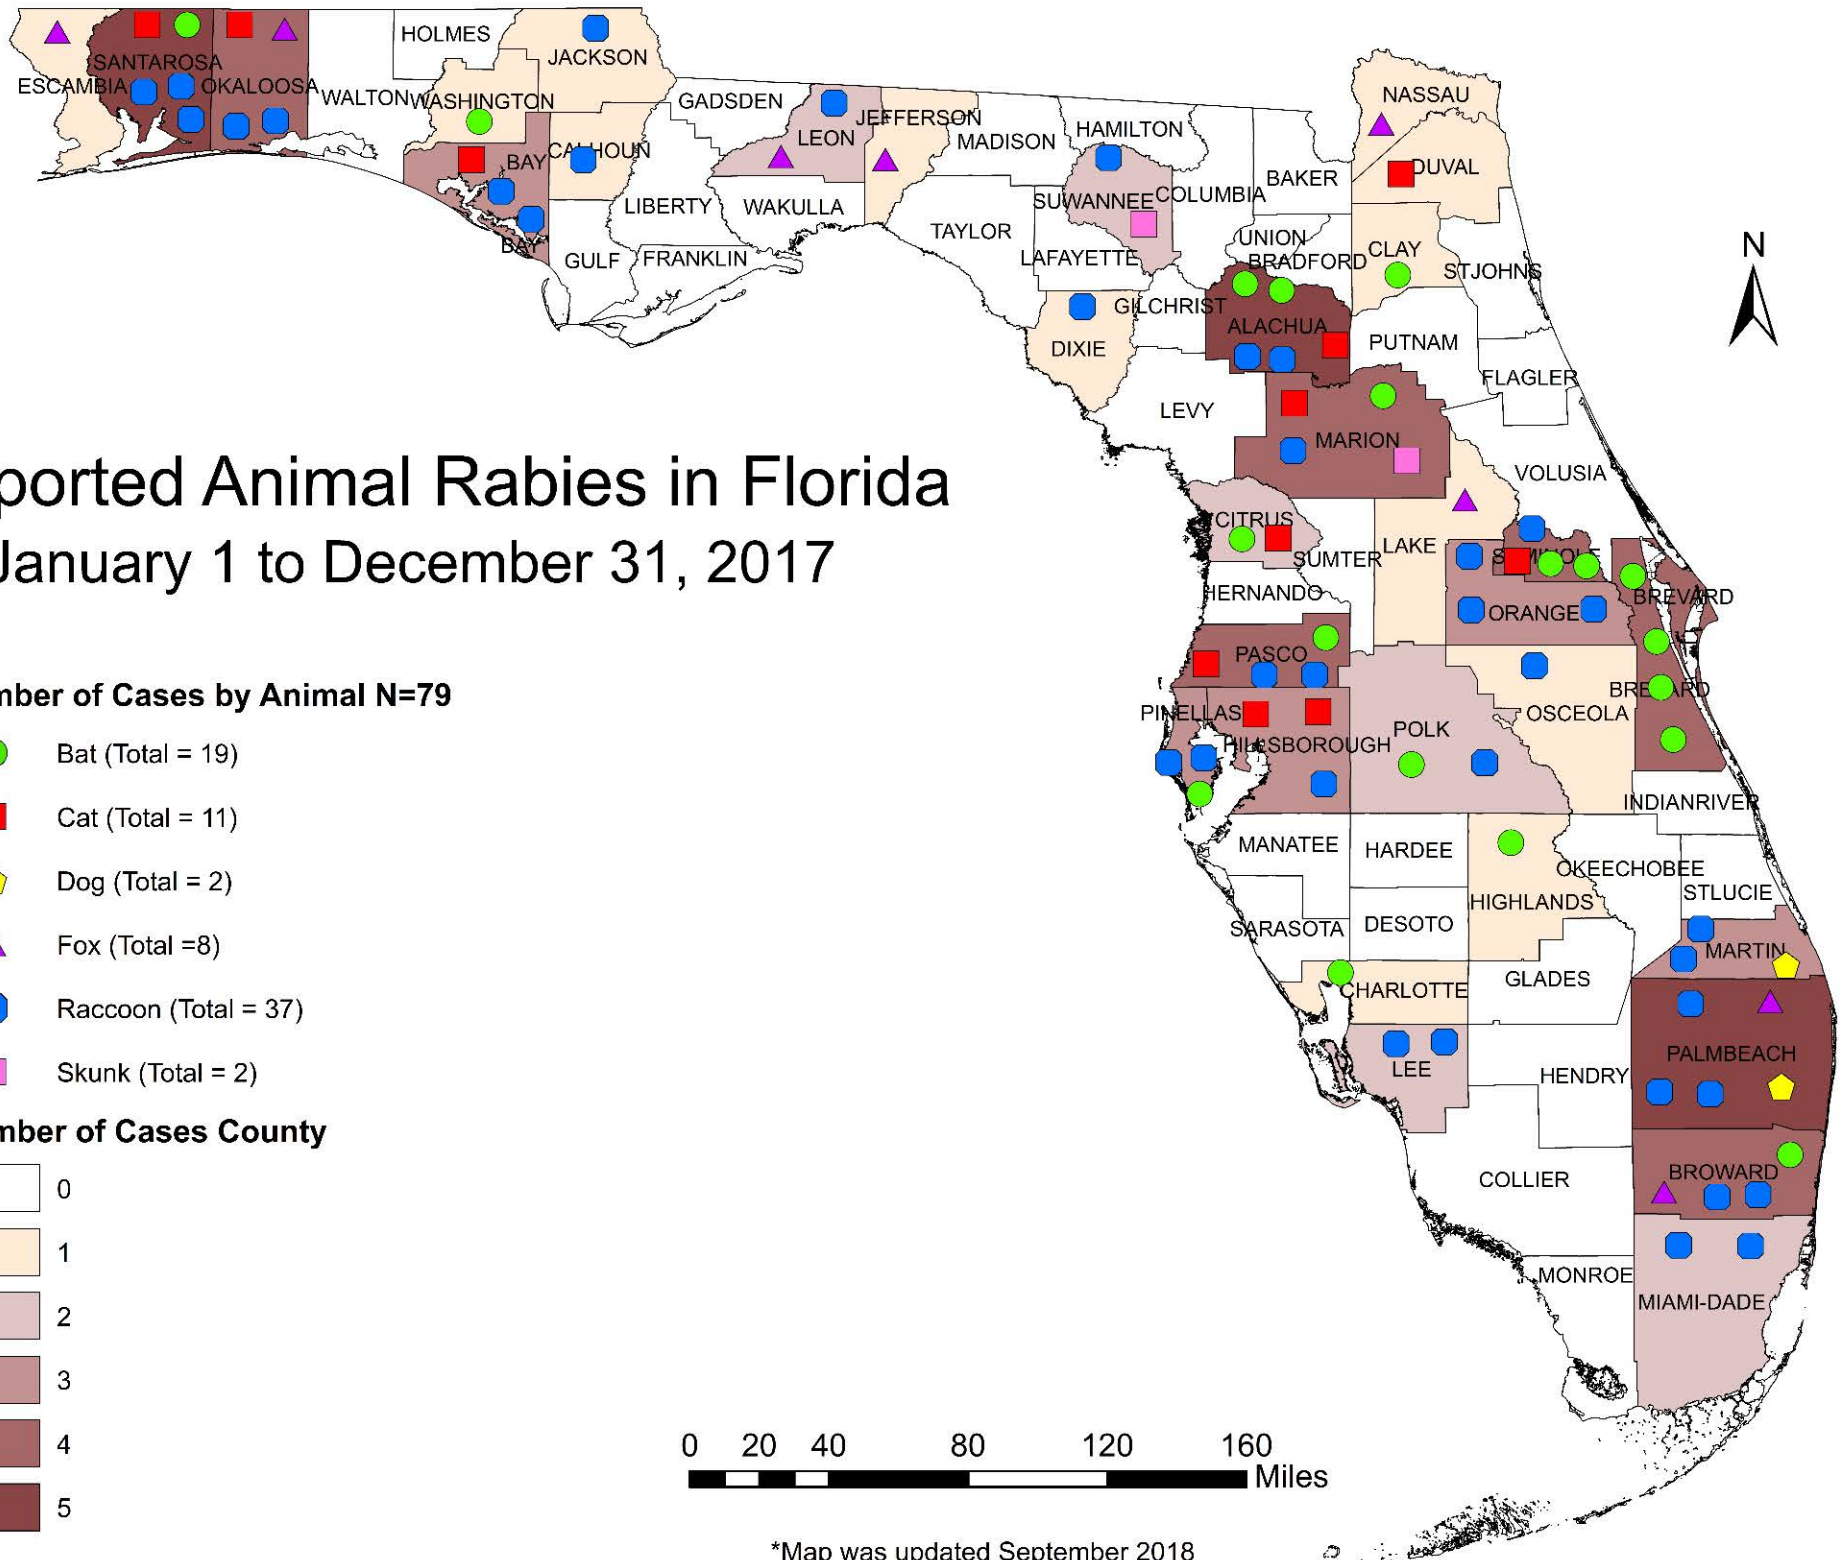 HOLMES
JACKSON
SANTAROSA
ESCAMBIA
OKALOOSA
WALTON
WASHINGTON
GADSDEN
LEON
JEFFERSON
MADISON
HAMILTON
NASSAU
BAY
CALHOUN
LIBERTY
WAKULLA
SUWANNEE
COLUMBIA
BAKER
DUVAL
BAY
GULF
FRANKLIN
TAYLOR
LAFAYETTE
UNION
BRADFORD
CLAY
STJOHNS
N
GILCHRIST
ALACHUA
DIXIE
PUTNAM
FLAGLER
LEVY
MARION
VOLUSIA
ported Animal Rabies in Florida
January 1 to December 31, 2017
CITRUS
SUMTER
LAKE
SEMINOLE
HERNANDO
ORANGE
BREVARD
PASCO
PINELLAS
HILLSBOROUGH
POLK
OSCEOLA
BREVARD
INDIANRIVER
MANATEE
HARDEE
OKEECHOBEE
STLUCIE
HIGHLANDS
SARASOTA
DESOTO
MARTIN
GLADES
CHARLOTTE
LEE
HENDRY
PALMBEACH
COLLIER
BROWARD
MONROE
MIAMI-DADE
mber of Cases by Animal N=79
Bat (Total = 19)
Cat (Total = 11)
Dog (Total = 2)
Fox (Total =8)
Raccoon (Total = 37)
Skunk (Total = 2)
mber of Cases County
0
1
2
3
4
5
0 20 40 80 120 160
Miles
*Map was updated September 2018